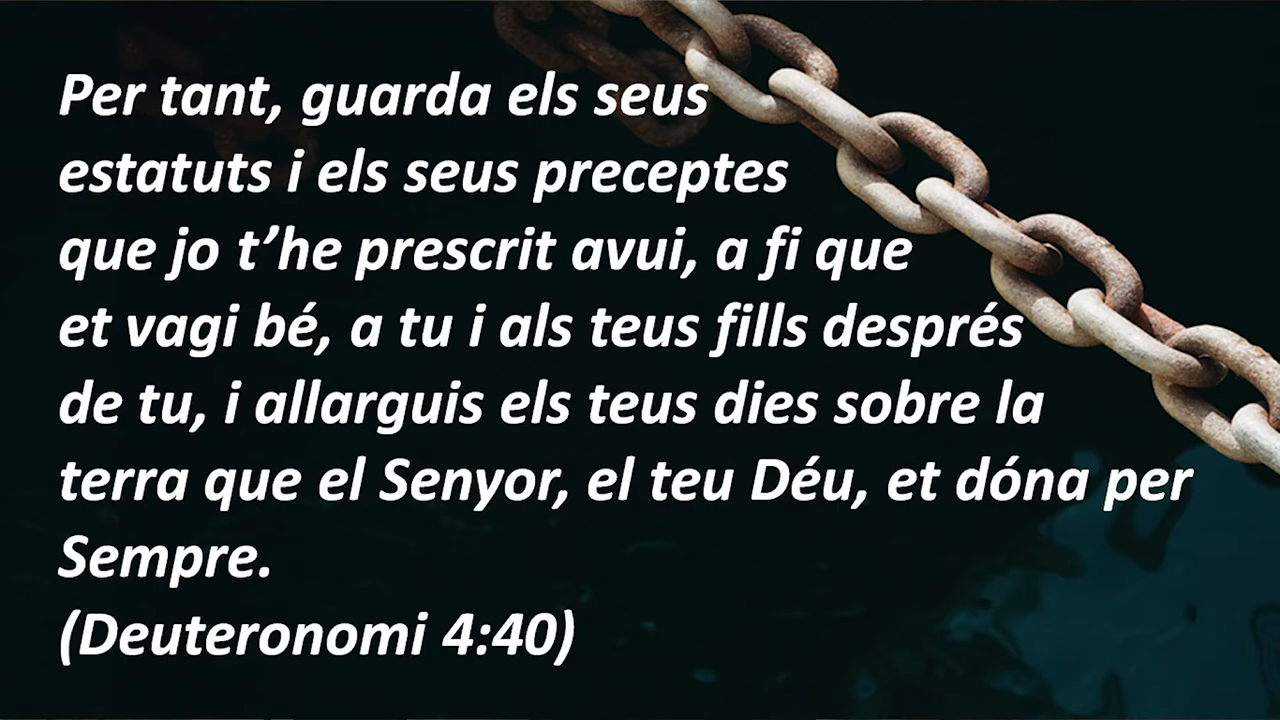 Per tant, guarda els seus
estatuts i els seus preceptes
que jo t’he prescrit avui, a fi que
et vagi bé, a tu i als teus fills després
de tu, i allarguis els teus dies sobre la
terra que el Senyor, el teu Déu, et dóna per
Sempre.
(Deuteronomi 4:40)